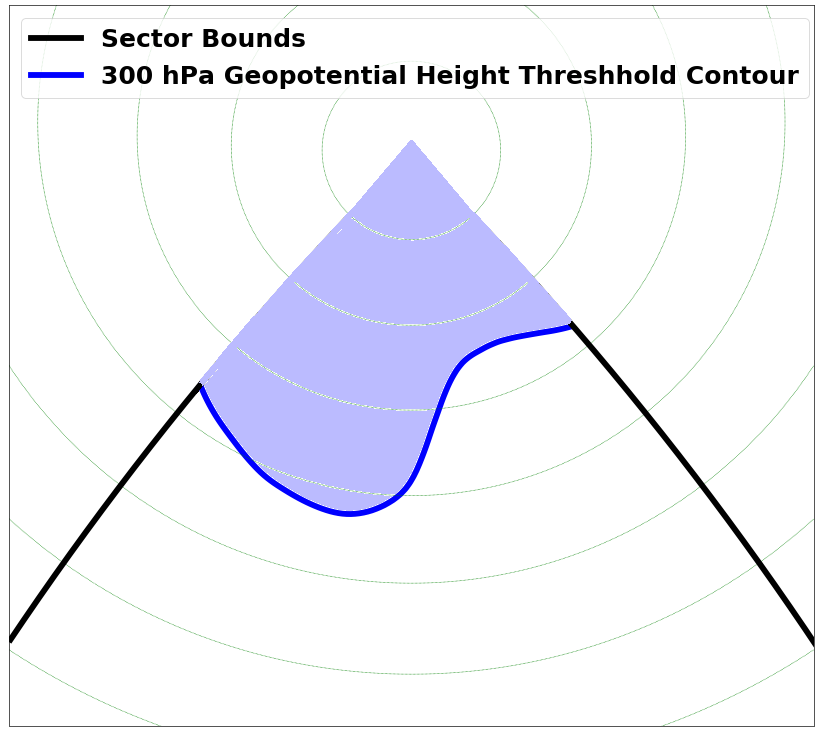 Sector Bounds
300 hPa Geopotential Height Threshhold Contour